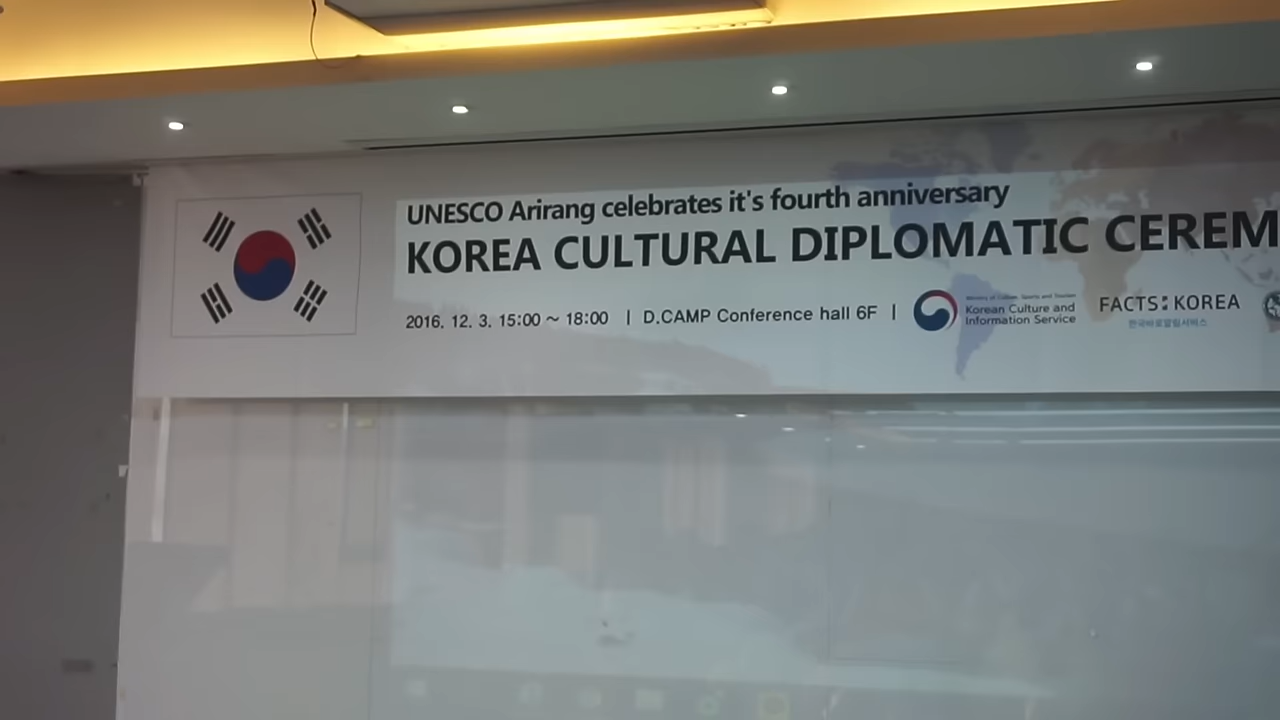 UNESCO Arirang celebrates it's fourth anniversary
KOREA CULTURAL DIPLOMATIC CEREM
2016. 12. 3. 15:00 ~ 18:00 | D.CAMP Conference hall 6F |
Ministry of Culture, Sports and Tourism
Korean Culture and
Information Service
FACTS:KOREA
한국바로알림서비스